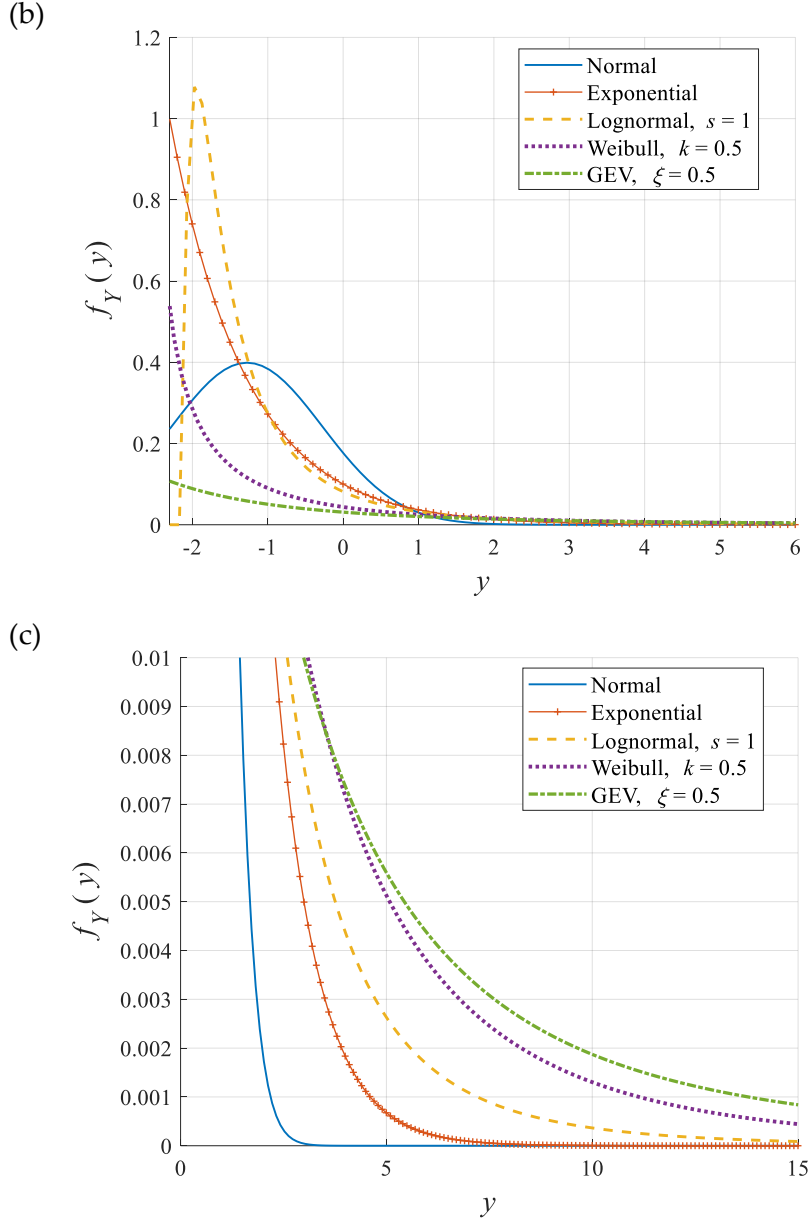 (b)
1.2
1
0.8
0.6
0.4
0.2
0
f_Y ( y )
Normal
Exponential
Lognormal, s = 1
Weibull, k = 0.5
GEV, ξ = 0.5
-2 -1 0 1 2 3 4 5 6
y
(c)
0.01
0.009
0.008
0.007
0.006
0.005
0.004
0.003
0.002
0.001
0
f_Y ( y )
Normal
Exponential
Lognormal, s = 1
Weibull, k = 0.5
GEV, ξ = 0.5
0 5 10 15
y